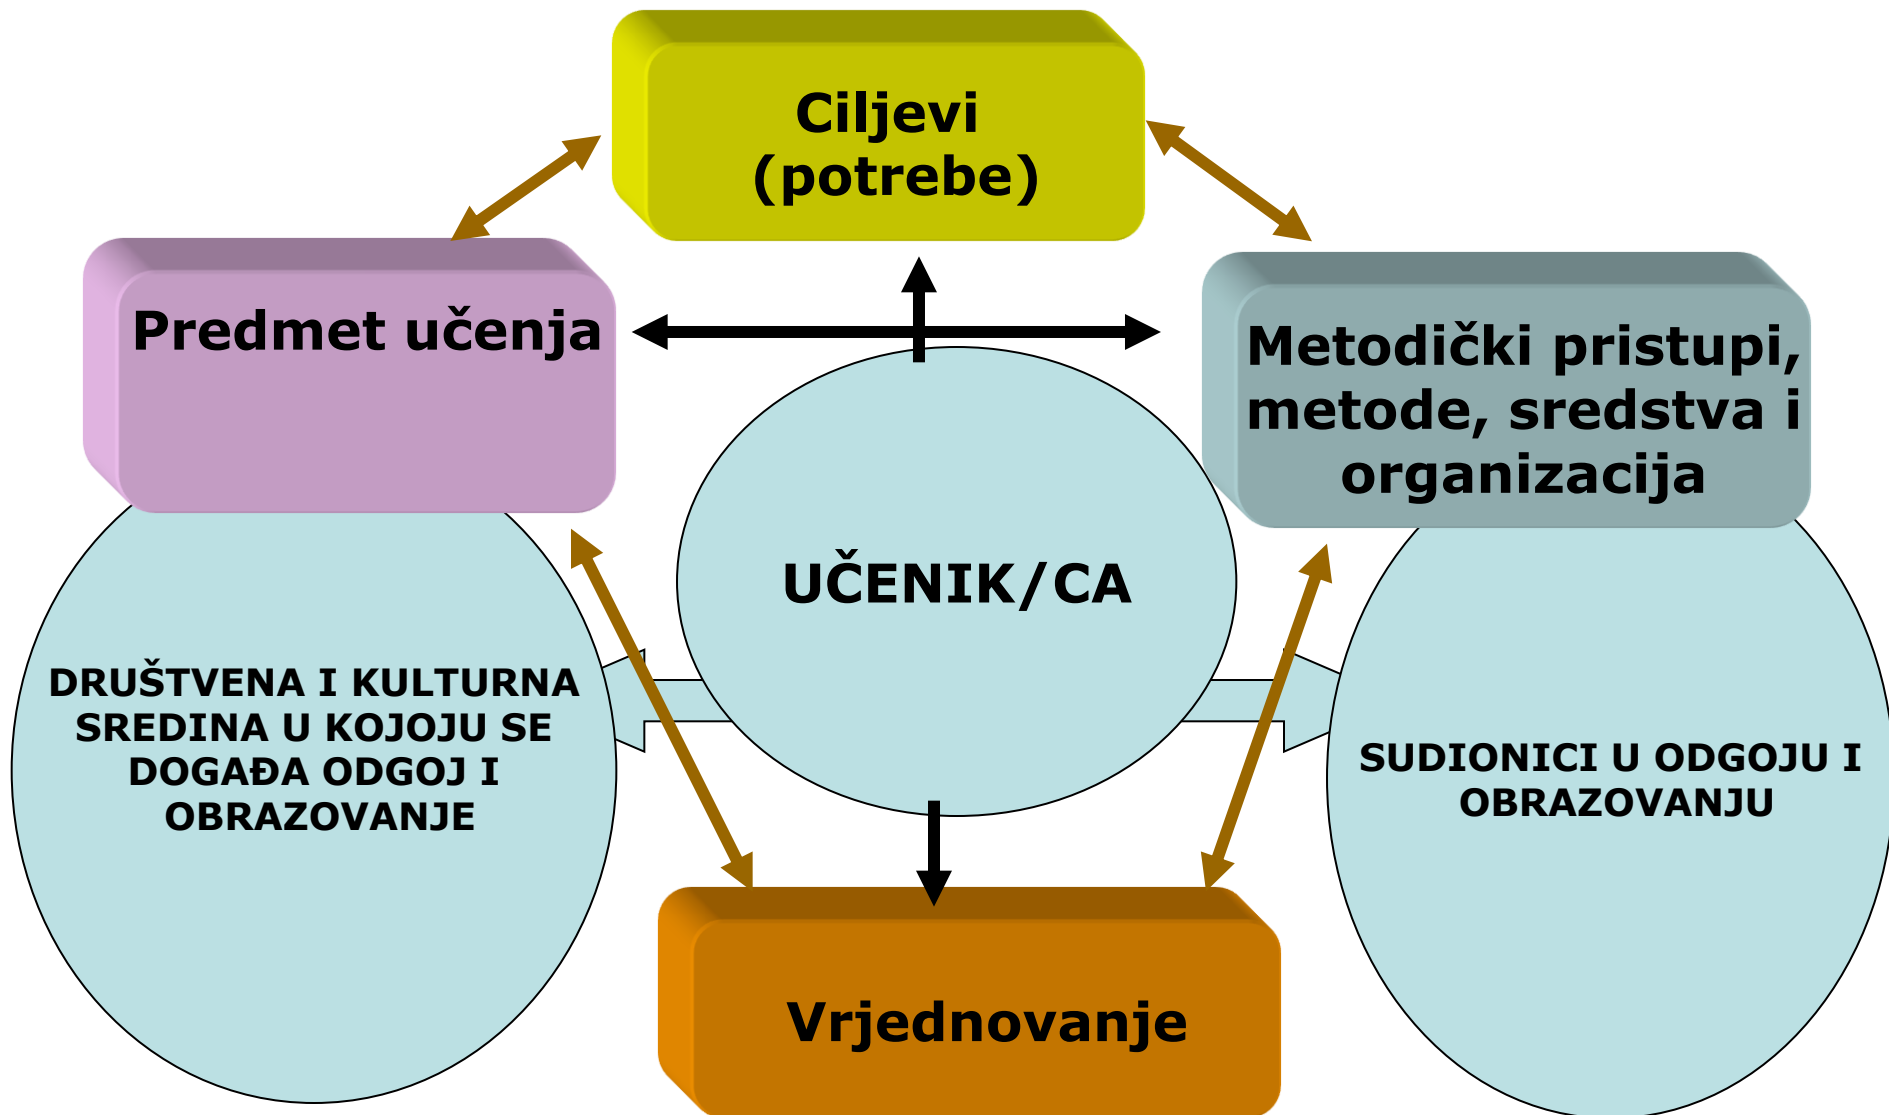 Ciljevi
(potrebe)
Predmet učenja
Metodički pristupi,
metode, sredstva i
organizacija
UČENIK/CA
DRUŠTVENA I KULTURNA
SREDINA U KOJOJU SE
DOGAĐA ODGOJ I
OBRAZOVANJE
SUDIONICI U ODGOJU I
OBRAZOVANJU
Vrjednovanje